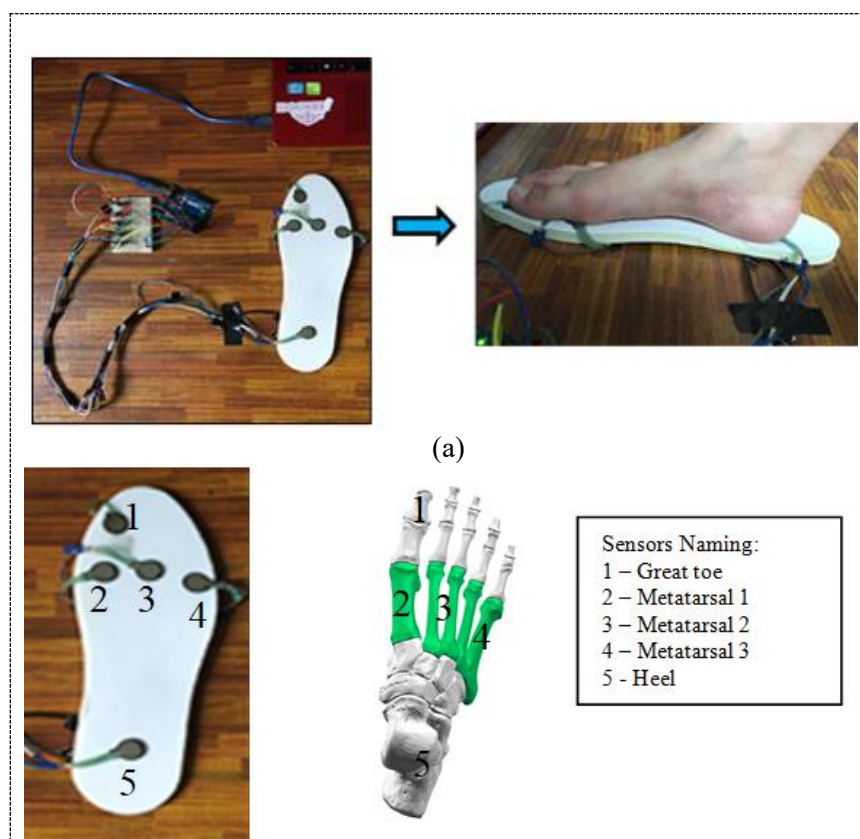 (a)
1
2
3
4
5
1
2
3
4
5
Sensors Naming:
1 – Great toe
2 – Metatarsal 1
3 – Metatarsal 2
4 – Metatarsal 3
5 - Heel